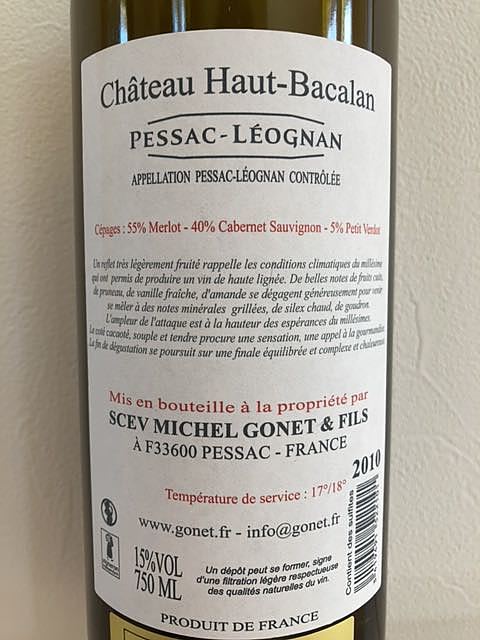 Château Haut-Bacalan
PESSAC-LÉOGNAN
APPELLATION PESSAC-LÉOGNAN CONTRÔLÉE
Cépages : 55% Merlot - 40% Cabernet Sauvignon - 5% Petit Verdot
Un reflet très légèrement fruité rappelle les conditions climatiques du millésime
qui ont permis de produire un vin de haute lignée. De belles notes de fruits cuits,
de pruneau, de vanille fraîche, d'amande se dégagent généreusement pour venir
se mêler à des notes minérales grillées, de silex chaud, de goudron.
L'ampleur de l'attaque est à la hauteur des espérances du millésimes.
Le coté cacaoté, souple et tendre procure une sensation, une appel à la gourmandise.
La fin de dégustation se poursuit sur une finale équilibrée et complexe et chaleureuse.
Mis en bouteille à la propriété par
SCEV MICHEL GONET & FILS
À F33600 PESSAC - FRANCE
2010
Température de service : 17°/18°
www.gonet.fr - info@gonet.fr
Contient des sulfites
15%VOL
750 ML
Un dépôt peut se former, signe
d'une filtration légère respectueuse
des qualités naturelles du vin.
PRODUIT DE FRANCE